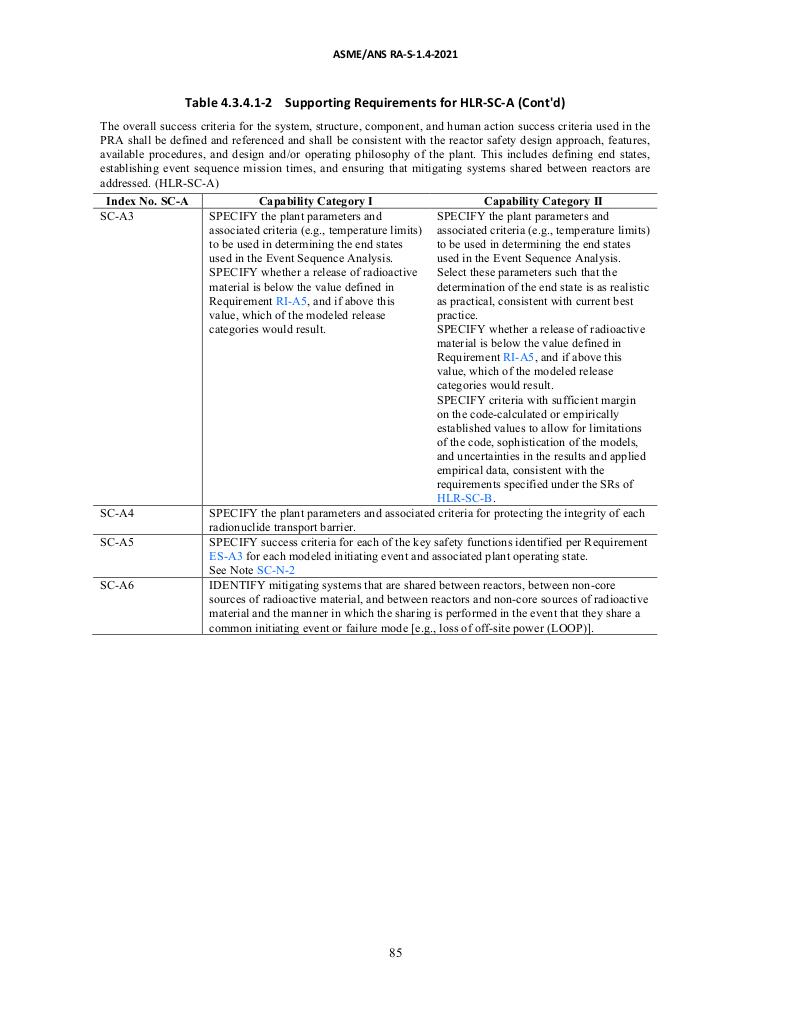 ASME/ANS RA-S-1.4-2021
Table 4.3.4.1-2 Supporting Requirements for HLR-SC-A (Cont'd)
The overall success criteria for the system, structure, component, and human action success criteria used in the
PRA shall be defined and referenced and shall be consistent with the reactor safety design approach, features,
available procedures, and design and/or operating philosophy of the plant. This includes defining end states,
establishing event sequence mission times, and ensuring that mitigating systems shared between reactors are
addressed. (HLR-SC-A)
Index No. SC-A
Capability Category I
Capability Category II
SC-A3
SPECIFY the plant parameters and
associated criteria (e.g., temperature limits)
to be used in determining the end states
used in the Event Sequence Analysis.
SPECIFY whether a release of radioactive
material is below the value defined in
Requirement RI-A5, and if above this
value, which of the modeled release
categories would result.
SPECIFY the plant parameters and
associated criteria (e.g., temperature limits)
to be used in determining the end states
used in the Event Sequence Analysis.
Select these parameters such that the
determination of the end state is as realistic
as practical, consistent with current best
practice.
SPECIFY whether a release of radioactive
material is below the value defined in
Requirement RI-A5, and if above this
value, which of the modeled release
categories would result.
SPECIFY criteria with sufficient margin
on the code-calculated or empirically
established values to allow for limitations
of the code, sophistication of the models,
and uncertainties in the results and applied
empirical data, consistent with the
requirements specified under the SRs of
HLR-SC-B.
SC-A4
SPECIFY the plant parameters and associated criteria for protecting the integrity of each
radionuclide transport barrier.
SC-A5
SPECIFY success criteria for each of the key safety functions identified per Requirement
ES-A3 for each modeled initiating event and associated plant operating state.
See Note SC-N-2
SC-A6
IDENTIFY mitigating systems that are shared between reactors, between non-core
sources of radioactive material, and between reactors and non-core sources of radioactive
material and the manner in which the sharing is performed in the event that they share a
common initiating event or failure mode [e.g., loss of off-site power (LOOP)].
85